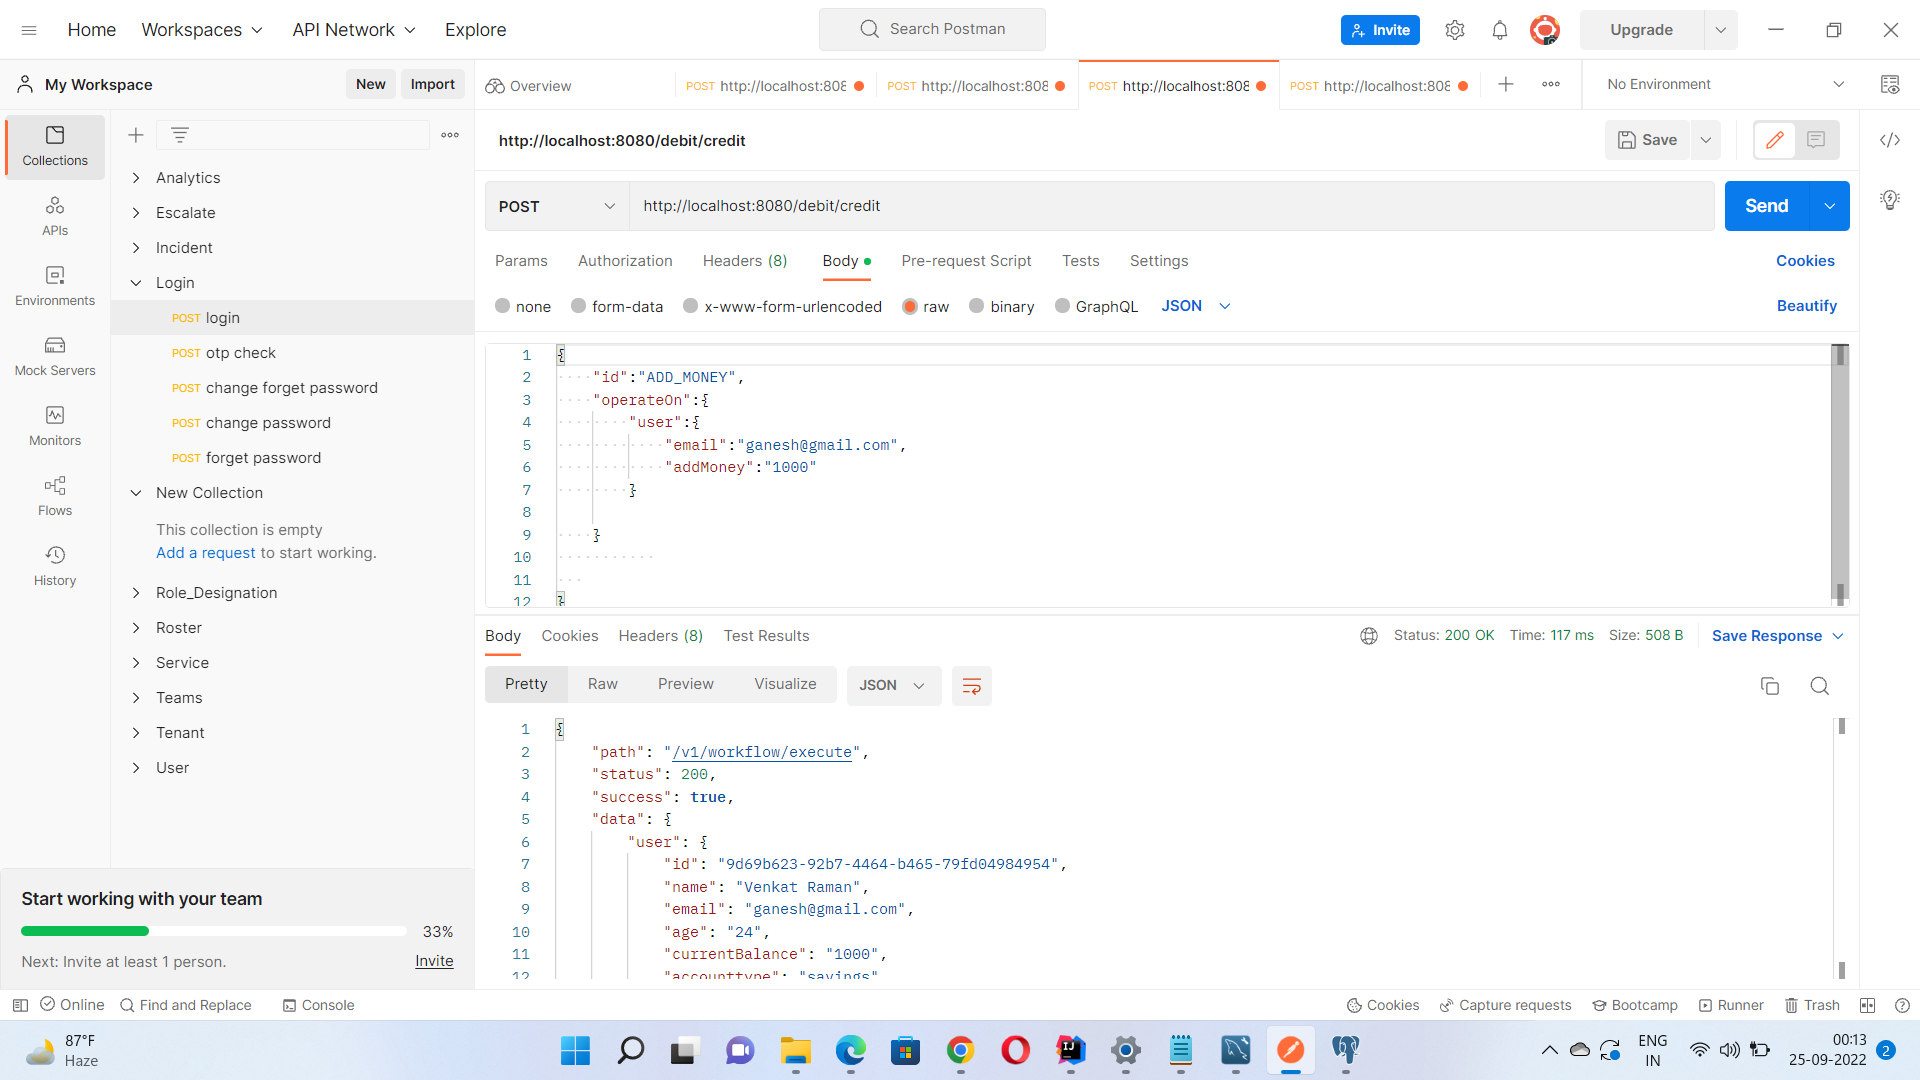 Home
Workspaces
API Network
Explore
Search Postman
Invite
Upgrade
My Workspace
New
Import
Overview
POST http://localhost:808
POST http://localhost:808
POST http://localhost:808
POST http://localhost:808
No Environment
Collections
APIs
Environments
Mock Servers
Monitors
Flows
History
Analytics
Escalate
Incident
Login
POST login
POST otp check
POST change forget password
POST change password
POST forget password
New Collection
This collection is empty
Add a request to start working.
Role_Designation
Roster
Service
Teams
Tenant
User
Start working with your team
33%
Next: Invite at least 1 person.
Invite
http://localhost:8080/debit/credit
Save
POST
http://localhost:8080/debit/credit
Send
Params
Authorization
Headers (8)
Body
Pre-request Script
Tests
Settings
Cookies
none
form-data
x-www-form-urlencoded
raw
binary
GraphQL
JSON
Beautify
1 {
2 "id":"ADD_MONEY",
3 "operateOn":{
4 "user":{
5 "email":"ganesh@gmail.com",
6 "addMoney":"1000"
7 }
8
9 }
10
11
12 }
Body
Cookies
Headers (8)
Test Results
Status: 200 OK
Time: 117 ms
Size: 508 B
Save Response
Pretty
Raw
Preview
Visualize
JSON
1 {
2 "path": "/v1/workflow/execute",
3 "status": 200,
4 "success": true,
5 "data": {
6 "user": {
7 "id": "9d69b623-92b7-4464-b465-79fd04984954",
8 "name": "Venkat Raman",
9 "email": "ganesh@gmail.com",
10 "age": "24",
11 "currentBalance": "1000",
12 "accounttype": "savings"
Online
Find and Replace
Console
Cookies
Capture requests
Bootcamp
Runner
Trash
87°F
Haze
ENG
IN
00:13
25-09-2022
2